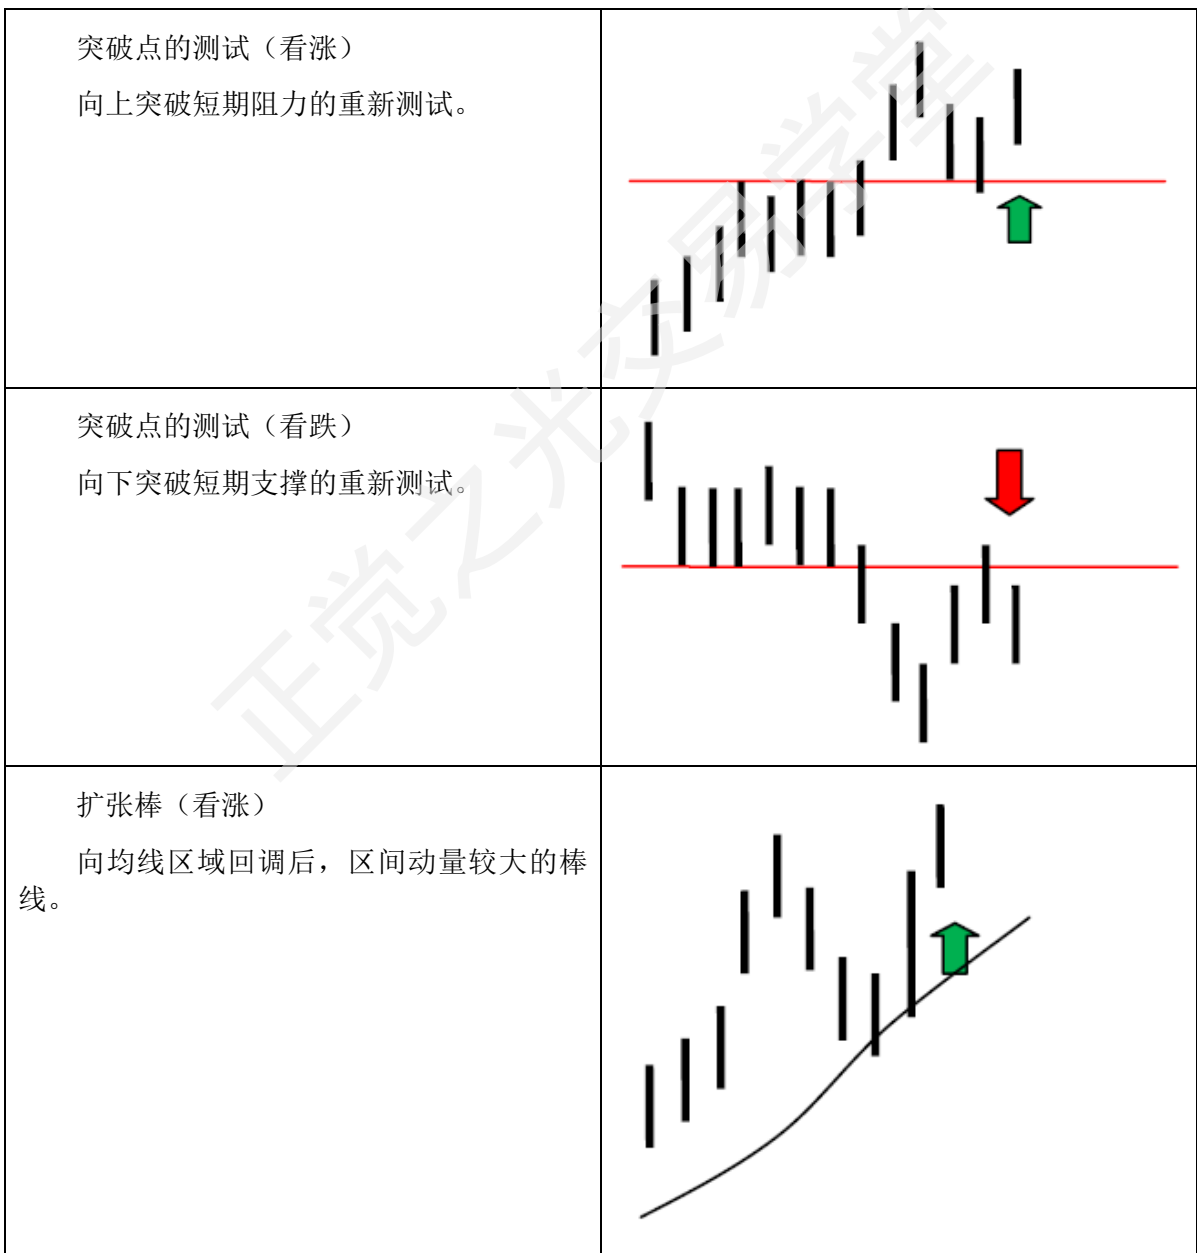 突破点的测试（看涨）
向上突破短期阻力的重新测试。
突破点的测试（看跌）
向下突破短期支撑的重新测试。
扩张棒（看涨）
向均线区域回调后，区间动量较大的棒
线。
正觉之光交易学堂